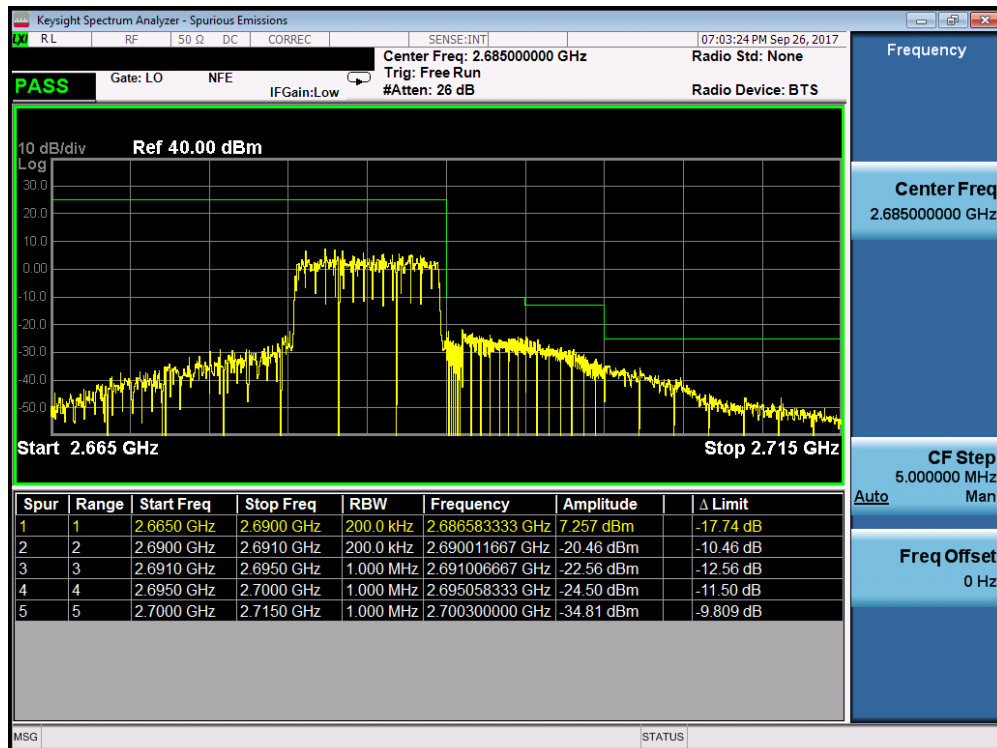 Keysight Spectrum Analyzer - Spurious Emissions
LXI RL RF 50 Ω DC CORREC SENSE:INT 07:03:24 PM Sep 26, 2017
Center Freq: 2.685000000 GHz Radio Std: None
PASS Gate: LO NFE Trig: Free Run
IFGain:Low #Atten: 26 dB Radio Device: BTS
10 dB/div Ref 40.00 dBm
Log
30.0
20.0
10.0
0.00
-10.0
-20.0
-30.0
-40.0
-50.0
Start 2.665 GHz Stop 2.715 GHz
Spur Range Start Freq Stop Freq RBW Frequency Amplitude Δ Limit
1 1 2.6650 GHz 2.6900 GHz 200.0 kHz 2.686583333 GHz 7.257 dBm -17.74 dB
2 2 2.6900 GHz 2.6910 GHz 200.0 kHz 2.690011667 GHz -20.46 dBm -10.46 dB
3 3 2.6910 GHz 2.6950 GHz 1.000 MHz 2.691006667 GHz -22.56 dBm -12.56 dB
4 4 2.6950 GHz 2.7000 GHz 1.000 MHz 2.695058333 GHz -24.50 dBm -11.50 dB
5 5 2.7000 GHz 2.7150 GHz 1.000 MHz 2.700300000 GHz -34.81 dBm -9.809 dB
MSG STATUS
Frequency
Center Freq
2.685000000 GHz
CF Step
5.000000 MHz
Auto Man
Freq Offset
0 Hz